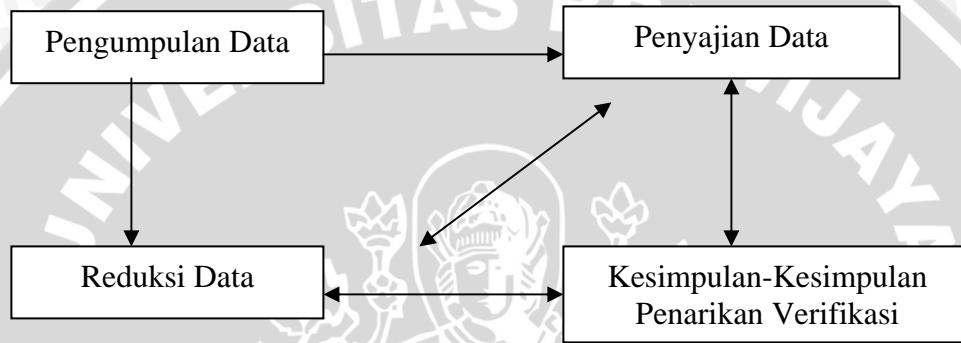 Pengumpulan Data
Penyajian Data
Reduksi Data
Kesimpulan-Kesimpulan
Penarikan Verifikasi